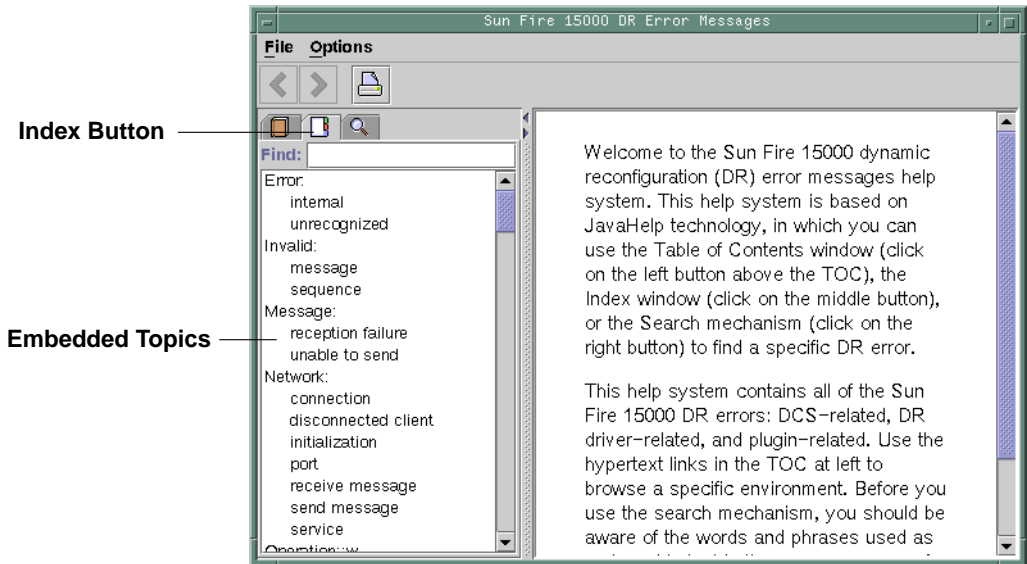 Sun Fire 15000 DR Error Messages
File Options
Index Button
Find:
Error:
internal
unrecognized
Invalid:
message
sequence
Message:
reception failure
unable to send
Embedded Topics
Network:
connection
disconnected client
initialization
port
receive message
send message
service
Welcome to the Sun Fire 15000 dynamic
reconfiguration (DR) error messages help
system. This help system is based on
JavaHelp technology, in which you can
use the Table of Contents window (click
on the left button above the TOC), the
Index window (click on the middle button),
or the Search mechanism (click on the
right button) to find a specific DR error.
This help system contains all of the Sun
Fire 15000 DR errors: DCS-related, DR
driver-related, and plugin-related. Use the
hypertext links in the TOC at left to
browse a specific environment. Before you
use the search mechanism, you should be
aware of the words and phrases used as